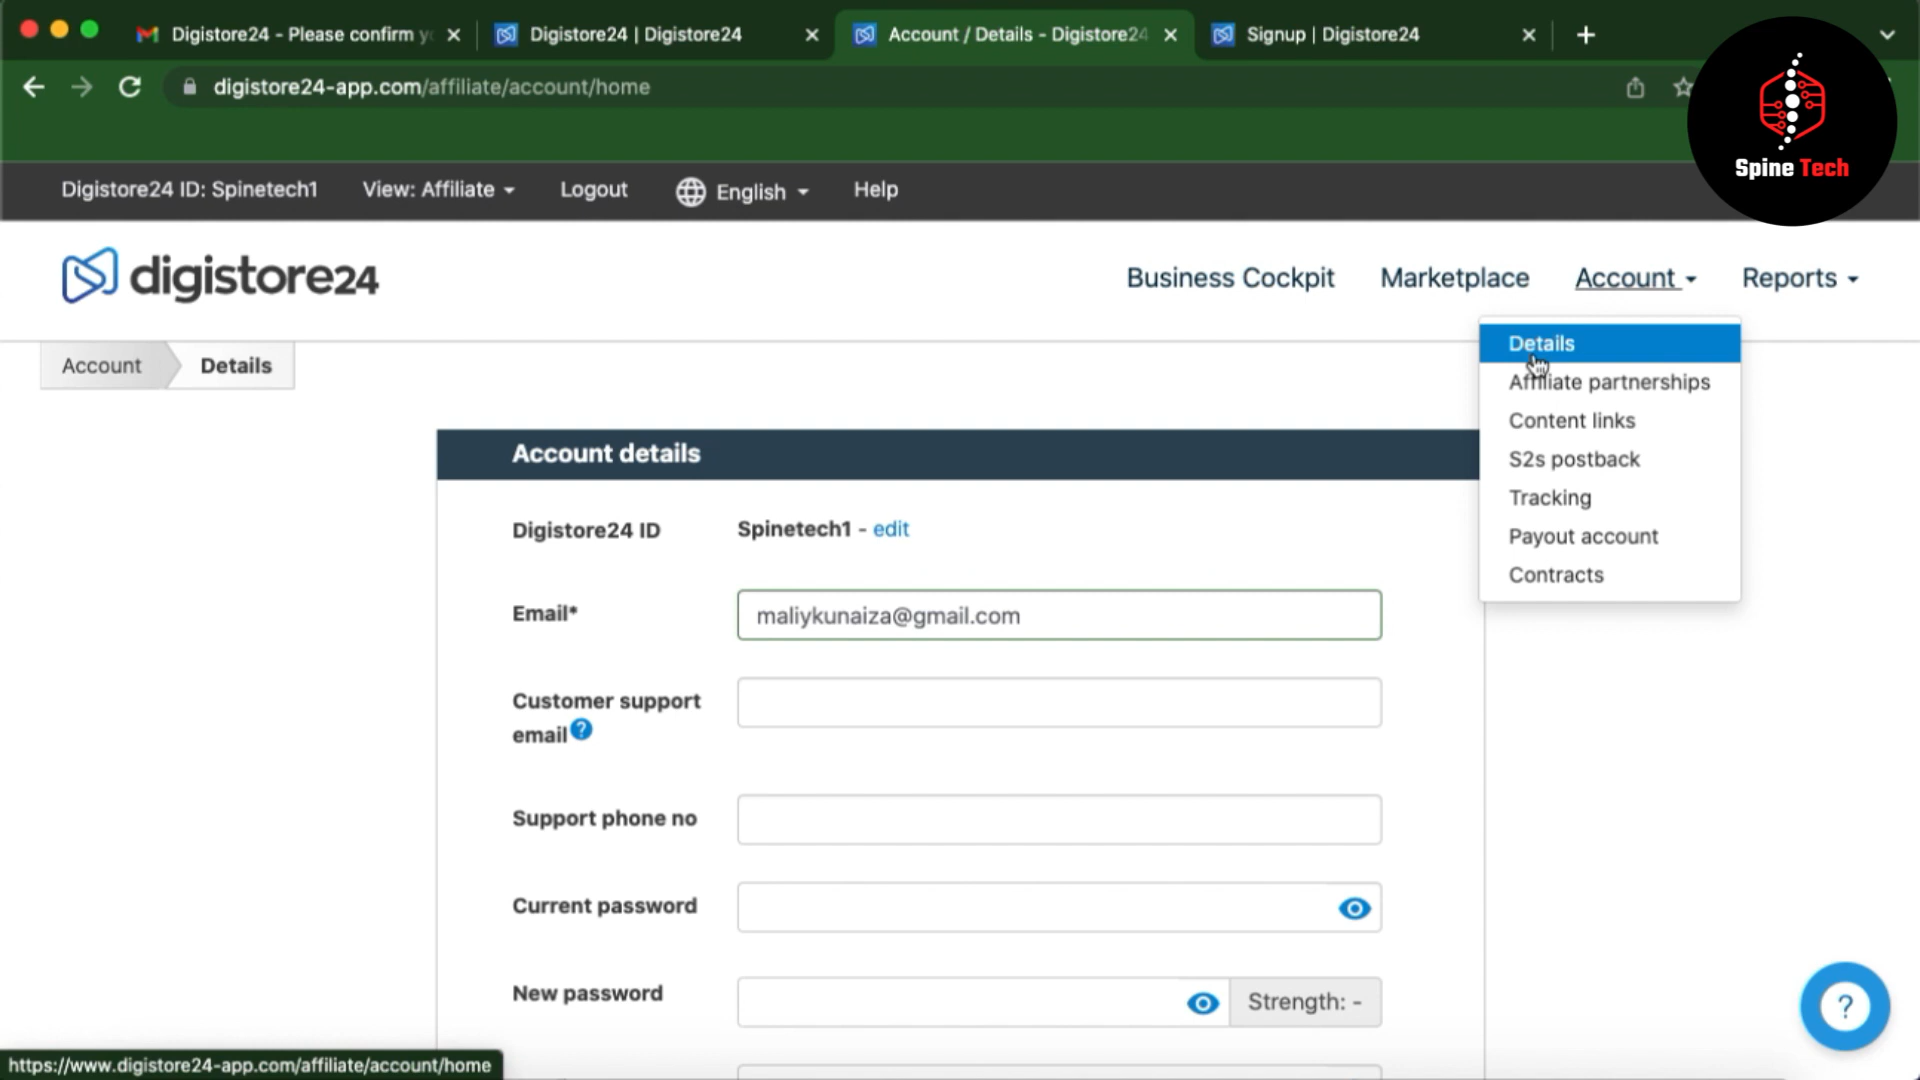 Digistore24 - Please confirm y
Digistore24 | Digistore24
Account / Details - Digistore24
Signup | Digistore24
digistore24-app.com/affiliate/account/home
Spine Tech
Digistore24 ID: Spinetech1
View: Affiliate
Logout
English
Help
digistore24
Business Cockpit
Marketplace
Account
Reports
Account
Details
Details
Affiliate partnerships
Content links
S2s postback
Tracking
Payout account
Contracts
Account details
Digistore24 ID
Spinetech1 - edit
Email*
maliykunaiza@gmail.com
Customer support
email ?
Support phone no
Current password
New password
Strength: -
?
https://www.digistore24-app.com/affiliate/account/home